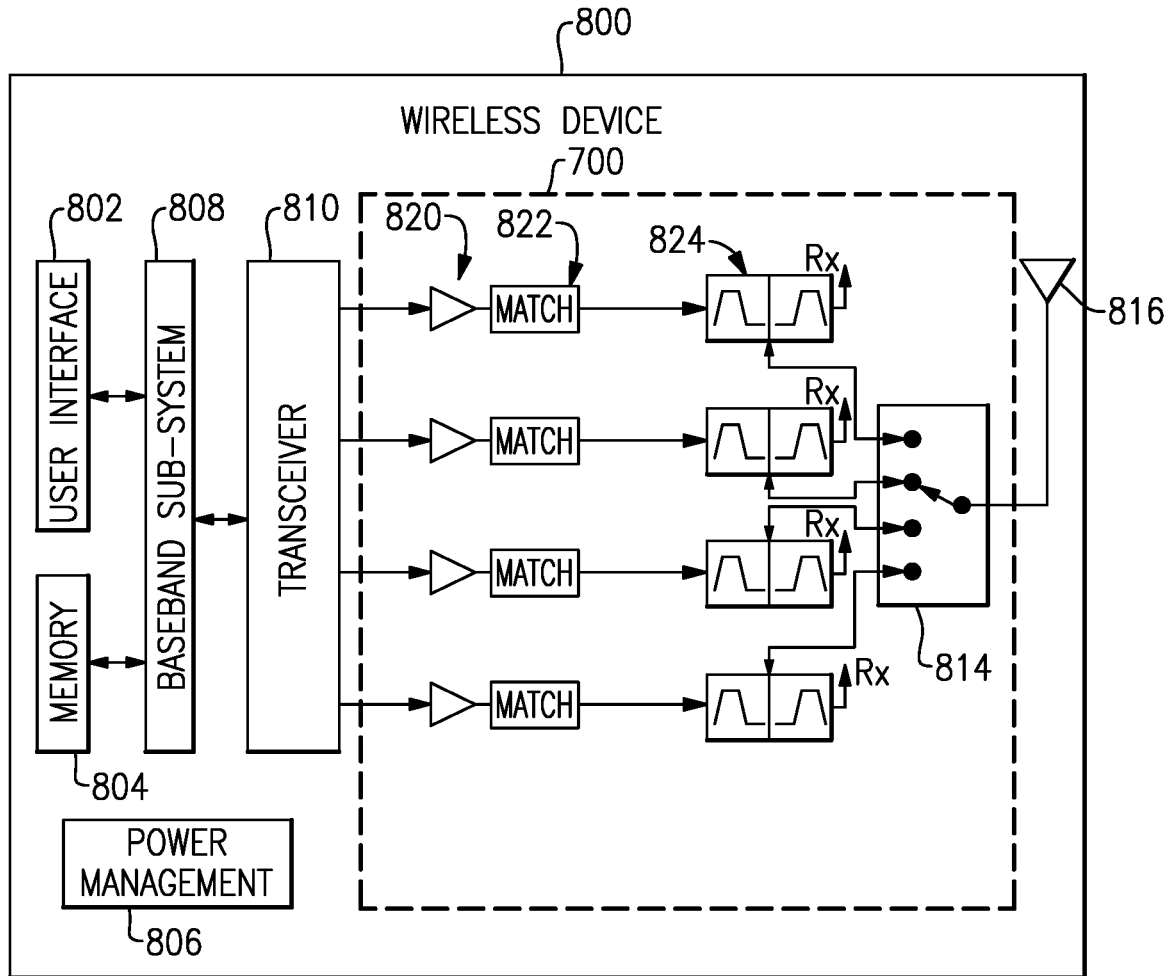 800
WIRELESS DEVICE
700
802
808
810
820
822
824
Rx
USER INTERFACE
BASEBAND SUB-SYSTEM
TRANSCEIVER
MATCH
816
Rx
MATCH
Rx
MATCH
814
MEMORY
Rx
MATCH
804
POWER
MANAGEMENT
806